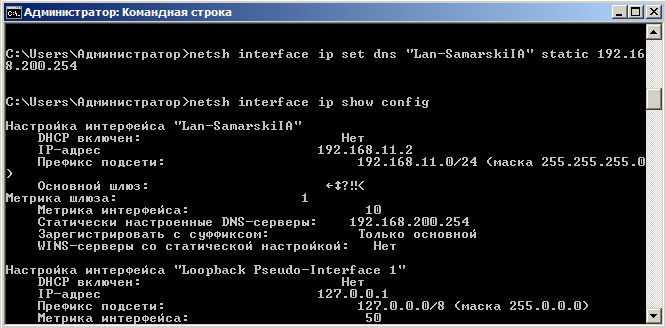 Администратор: Командная строка
C:\Users\Администратор>netsh interface ip set dns "Lan-SamarskiIA" static 192.16
8.200.254
C:\Users\Администратор>netsh interface ip show config
Настройка интерфейса "Lan-SamarskiIA"
DHCP включен: Нет
IP-адрес 192.168.11.2
Префикс подсети: 192.168.11.0/24 (маска 255.255.255.0
)
Основной шлюз: ←↕?‼<
Метрика шлюза: 1
Метрика интерфейса: 10
Статически настроенные DNS-серверы: 192.168.200.254
Зарегистрировать с суффиксом: Только основной
WINS-серверы со статической настройкой: Нет
Настройка интерфейса "Loopback Pseudo-Interface 1"
DHCP включен: Нет
IP-адрес 127.0.0.1
Префикс подсети: 127.0.0.0/8 (маска 255.0.0.0)
Метрика интерфейса: 50